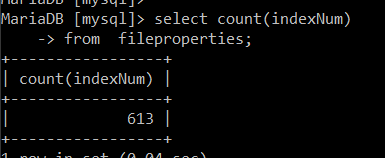 MariaDB [mysql]>
MariaDB [mysql]> select count(indexNum)
    -> from  fileproperties;
+-----------------+
| count(indexNum) |
+-----------------+
|             613 |
+-----------------+
1 row in set (0.04 sec)